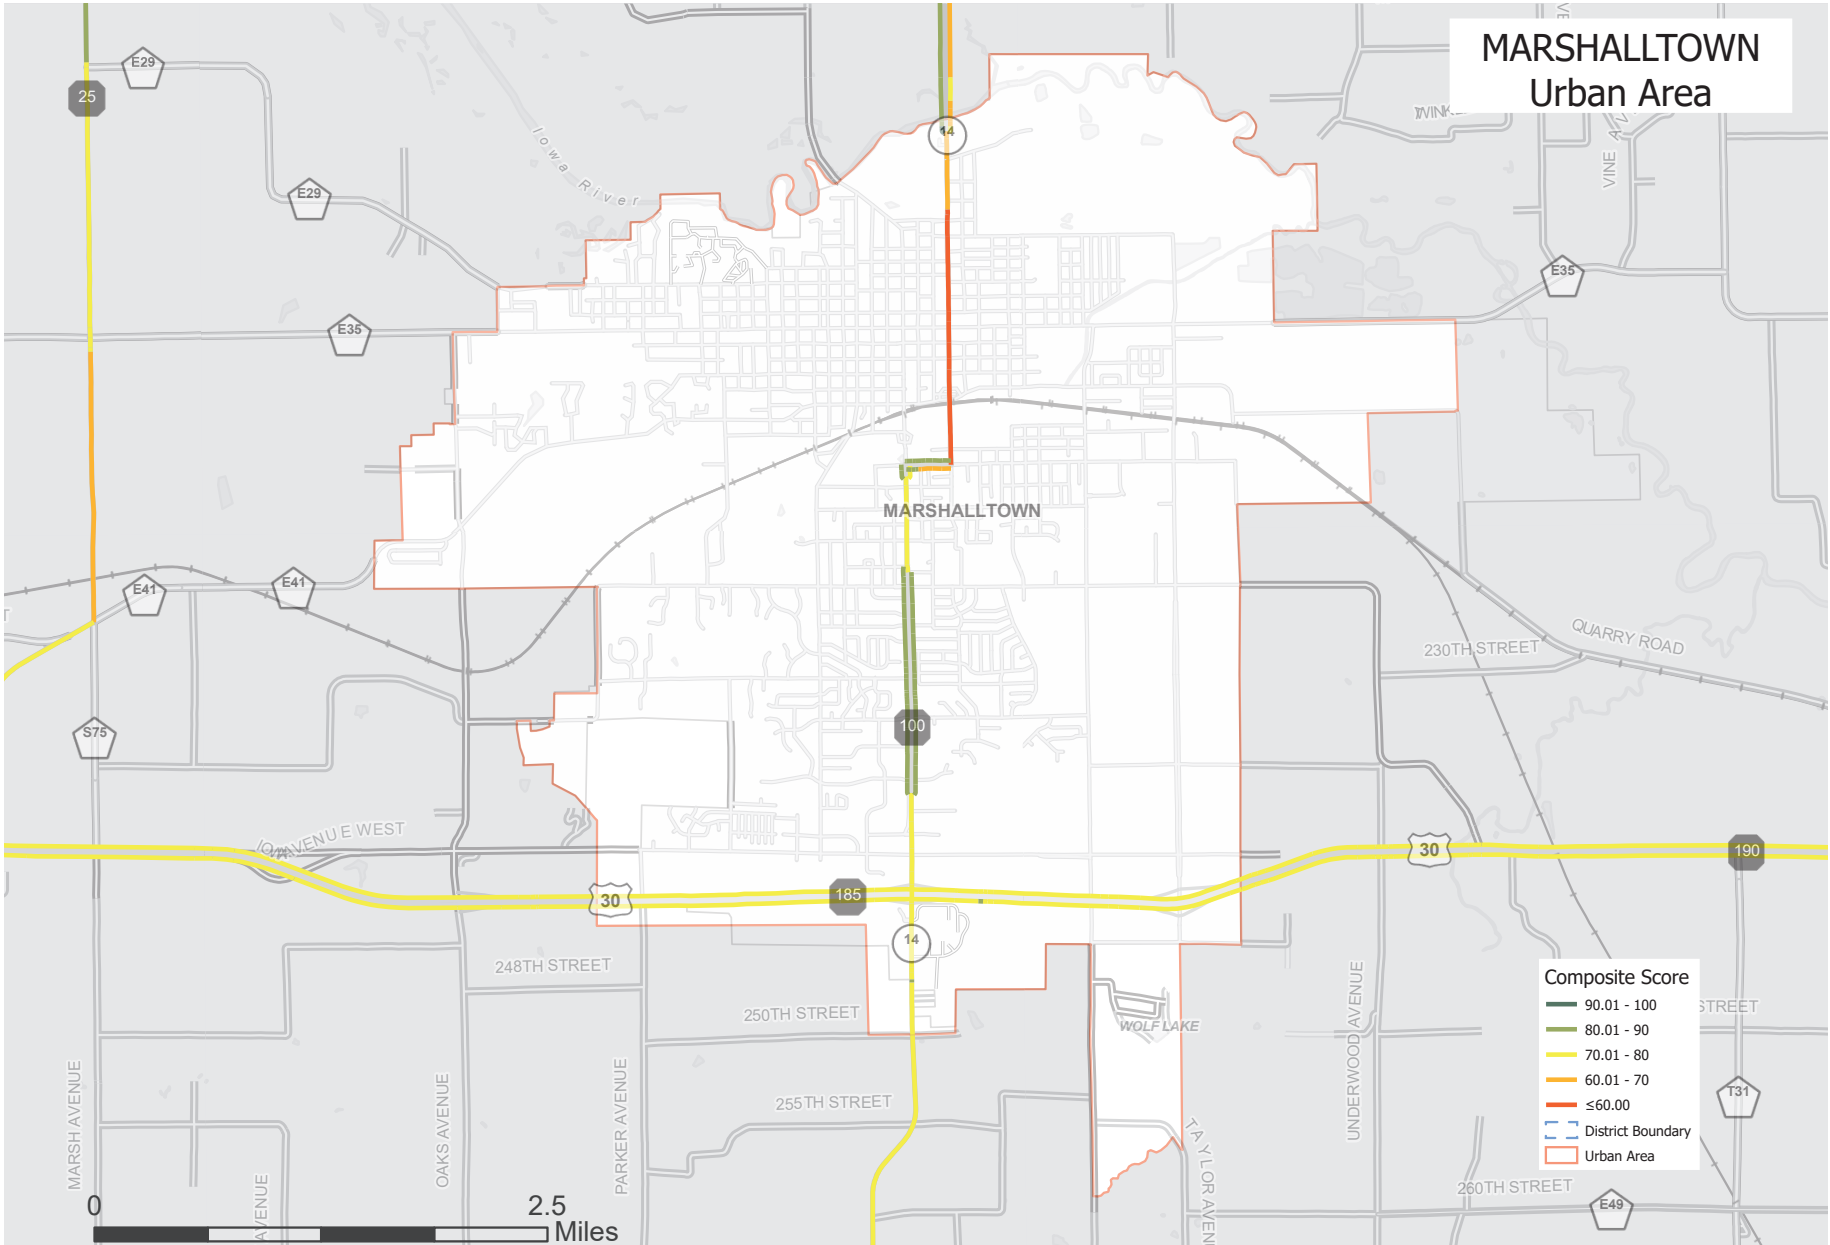 MARSHALLTOWN
Urban Area
E29
25
14
Iowa River
E29
VINE AV
E35
E35
MARSHALLTOWN
E41
E41
230TH STREET
QUARRY ROAD
S75
100
AVENUE WEST
30
190
185
30
14
248TH STREET
250TH STREET
WOLF LAKE
255TH STREET
MARSH AVENUE
OAKS AVENUE
PARKER AVENUE
UNDERWOOD AVENUE
TAYLOR AVEN
AVENUE
STREET
T31
260TH STREET
E49
Composite Score
90.01 - 100
80.01 - 90
70.01 - 80
60.01 - 70
≤60.00
District Boundary
Urban Area
0
2.5
Miles